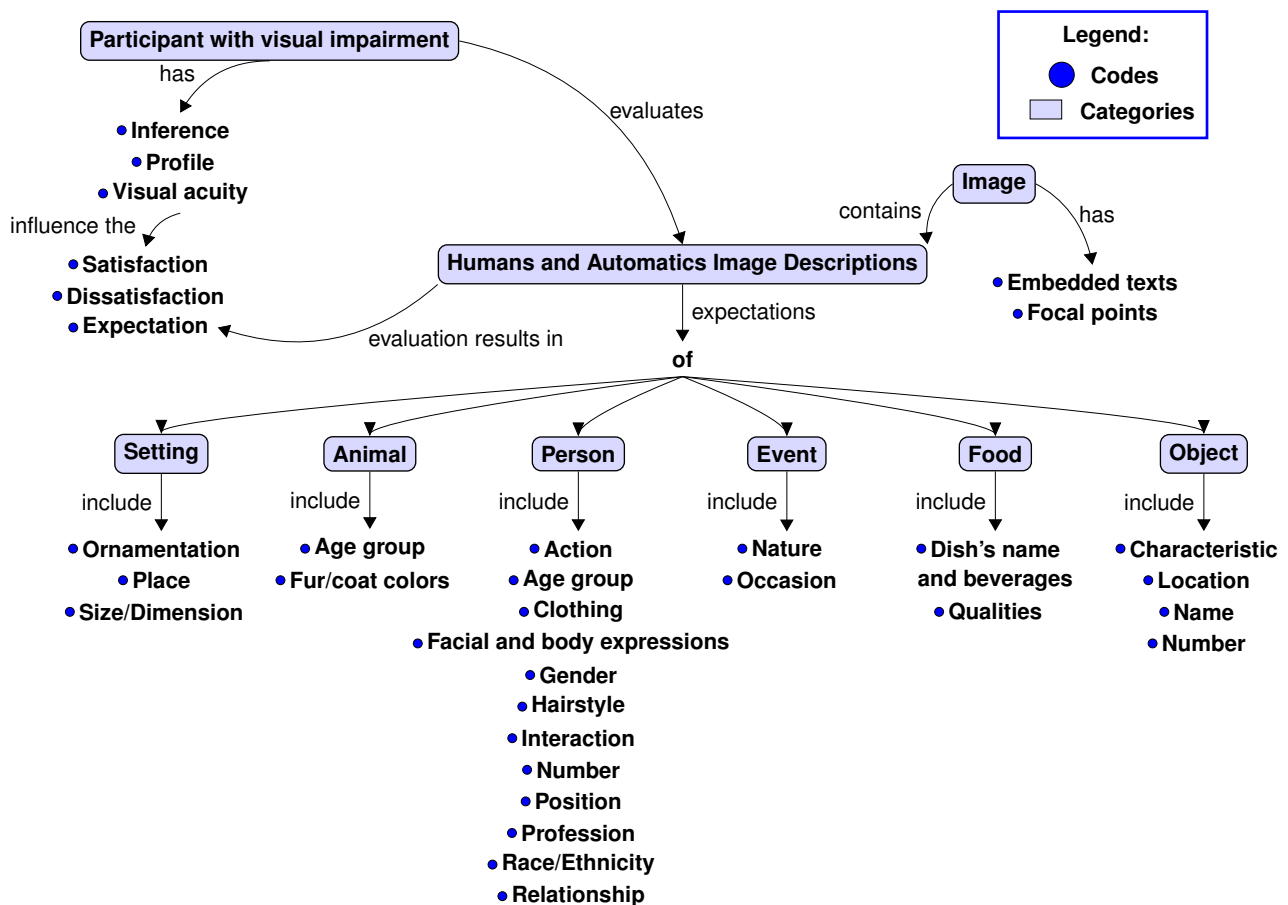 Participant with visual impairment
Legend:
Codes
Categories
has
evaluates
Inference
Profile
Visual acuity
influence the
Satisfaction
Dissatisfaction
Expectation
Image
contains
has
Humans and Automatics Image Descriptions
Embedded texts
Focal points
evaluation results in
expectations
of
Setting
include
Ornamentation
Place
Size/Dimension
Animal
include
Age group
Fur/coat colors
Person
include
Action
Age group
Clothing
Facial and body expressions
Gender
Hairstyle
Interaction
Number
Position
Profession
Race/Ethnicity
Relationship
Event
include
Nature
Occasion
Food
include
Dish's name
and beverages
Qualities
Object
include
Characteristic
Location
Name
Number